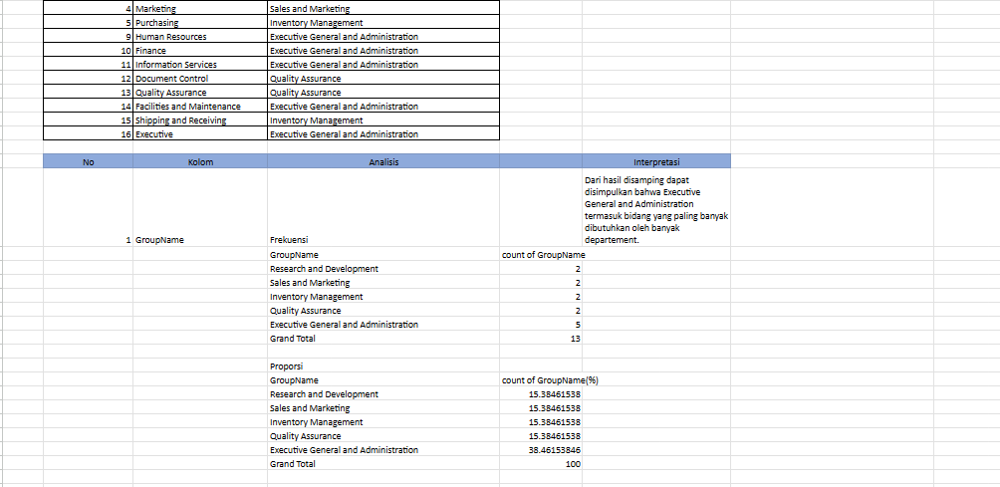 4 Marketing Sales and Marketing
5 Purchasing Inventory Management
9 Human Resources Executive General and Administration
10 Finance Executive General and Administration
11 Information Services Executive General and Administration
12 Document Control Quality Assurance
13 Quality Assurance Quality Assurance
14 Facilities and Maintenance Executive General and Administration
15 Shipping and Receiving Inventory Management
16 Executive Executive General and Administration
No Kolom Analisis Interpretasi
Dari hasil disamping dapat
disimpulkan bahwa Executive
General and Administration
termasuk bidang yang paling banyak
dibutuhkan oleh banyak
1 GroupName Frekuensi departement.
GroupName count of GroupName
Research and Development 2
Sales and Marketing 2
Inventory Management 2
Quality Assurance 2
Executive General and Administration 5
Grand Total 13
Proporsi
GroupName count of GroupName(%)
Research and Development 15.38461538
Sales and Marketing 15.38461538
Inventory Management 15.38461538
Quality Assurance 15.38461538
Executive General and Administration 38.46153846
Grand Total 100